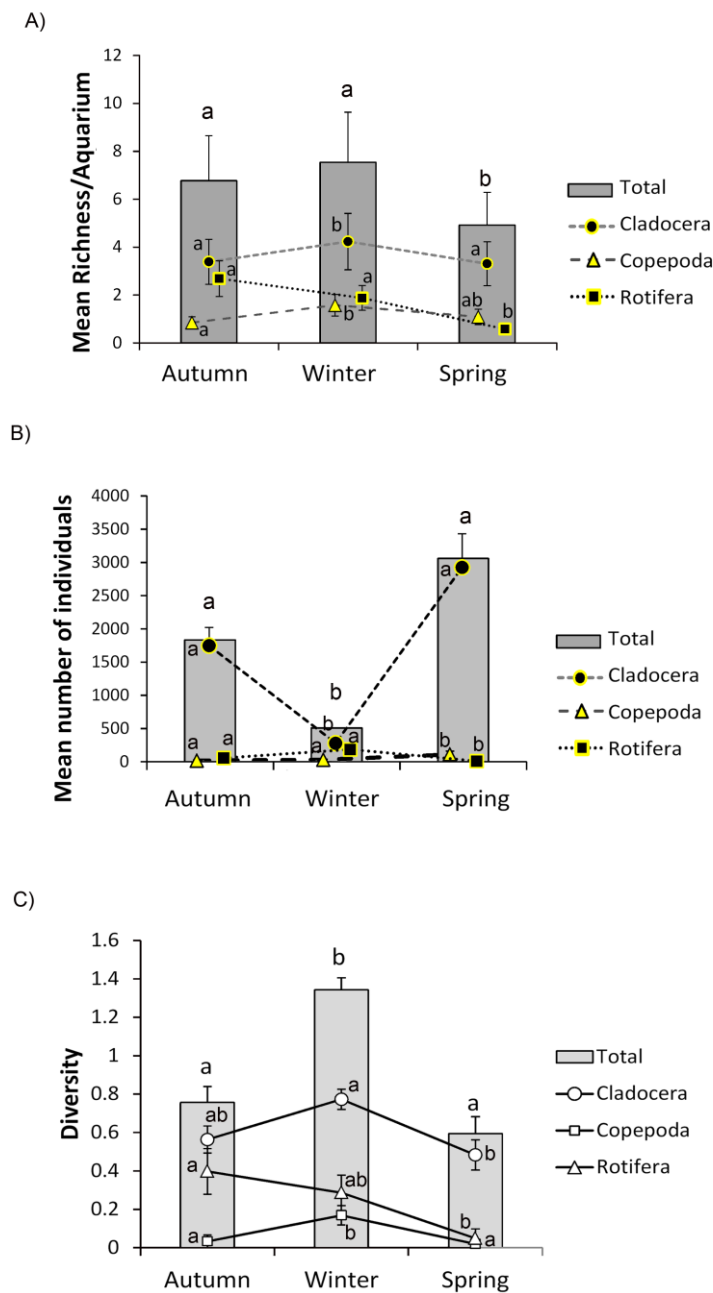 A)
Mean Richness/Aquarium
12
10
8
6
4
2
0
a
a
b
a
b
a
a
a
b
a
b
ab
Autumn
Winter
Spring
Total
Cladocera
Copepoda
Rotifera
B)
Mean number of individuals
4000
3500
3000
2500
2000
1500
1000
500
0
a
b
a
a
b
a
a
a
a
a
b
b
Autumn
Winter
Spring
Total
Cladocera
Copepoda
Rotifera
C)
Diversity
1.6
1.4
1.2
1
0.8
0.6
0.4
0.2
0
a
b
a
ab
a
b
a
ab
b
a
b
a
Autumn
Winter
Spring
Total
Cladocera
Copepoda
Rotifera